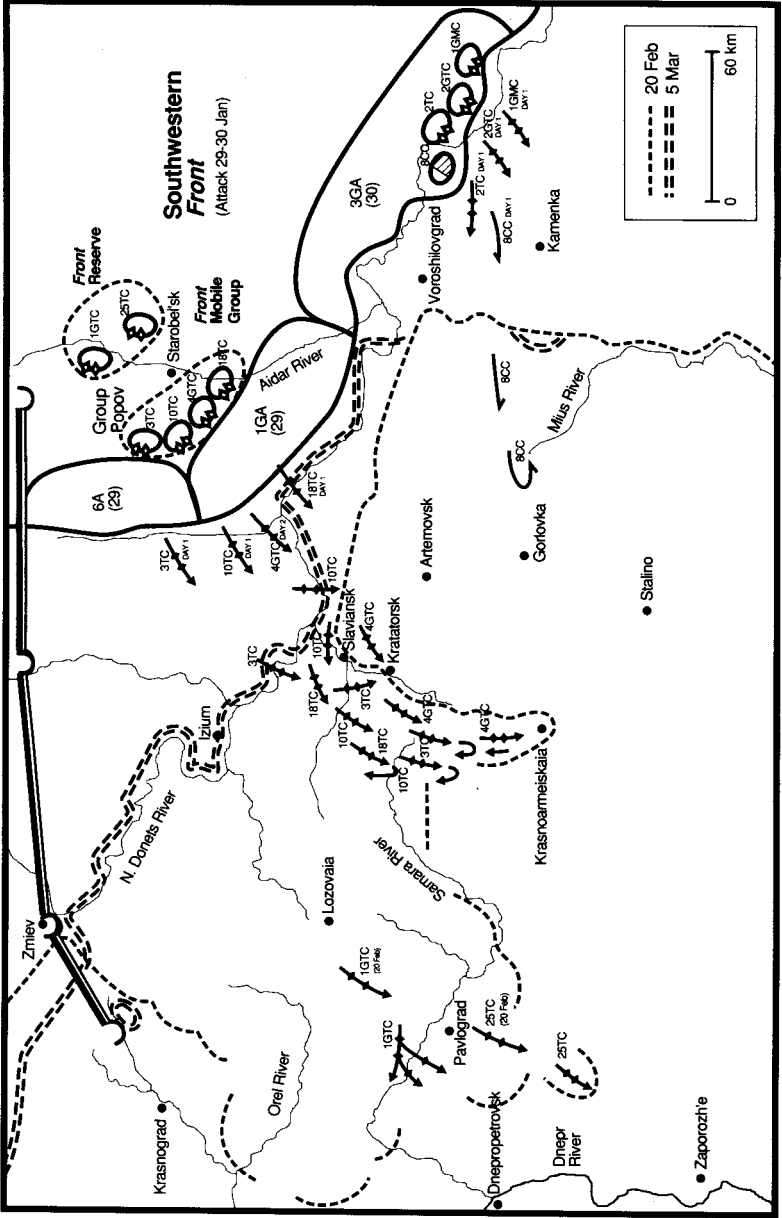 Zmiev
Krasnograd
Orel River
N. Donets River
Izium
Lozovaia
Samara River
Pavlograd
Dnepropetrovsk
Dnepr
River
Zaporozh'e
1GTC
(20 Feb)
1GTC
25TC
(20 Feb)
25TC
6A
(29)
Group
Popov
3TC
10TC
4GTC
18TC
Front
Mobile
Group
Front
Reserve
1GTC
25TC
Starobel'sk
Southwestern
Front
(Attack 29-30 Jan)
Aidar River
1GA
(29)
3GA
(30)
8CC
2TC
2GTC
1GMC
3TC
DAY 1
10TC
DAY 1
4GTC
DAY 2
18TC
DAY 1
3TC
10TC
10TC
18TC
Slaviansk
4GTC
Kratatorsk
3TC
10TC
18TC
4GTC
3TC
10TC
4GTC
Krasnoarmeiskaia
Artemovsk
Gorlovka
Stalino
Voroshilovgrad
Kamenka
Mius River
8CC
8CC
8CC DAY 1
2TC DAY 1
2GTC
DAY 1
1GMC
DAY 1
20 Feb
5 Mar
0
60 km